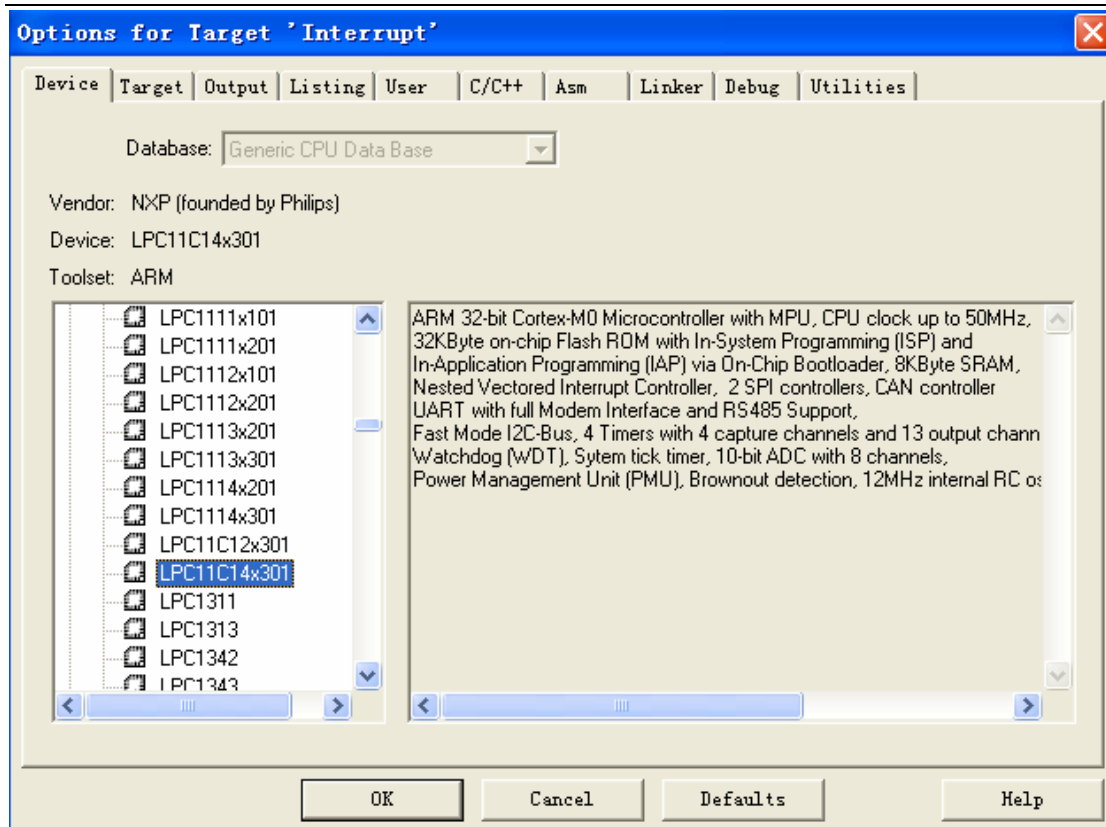 Options for Target 'Interrupt'
Device Target Output Listing User C/C++ Asm Linker Debug Utilities
Database: Generic CPU Data Base
Vendor: NXP (founded by Philips)
Device: LPC11C14x301
Toolset: ARM
LPC1111x101
LPC1111x201
LPC1112x101
LPC1112x201
LPC1113x201
LPC1113x301
LPC1114x201
LPC1114x301
LPC11C12x301
LPC11C14x301
LPC1311
LPC1313
LPC1342
LPC1343
ARM 32-bit Cortex-M0 Microcontroller with MPU, CPU clock up to 50MHz,
32KByte on-chip Flash ROM with In-System Programming (ISP) and
In-Application Programming (IAP) via On-Chip Bootloader, 8KByte SRAM,
Nested Vectored Interrupt Controller, 2 SPI controllers, CAN controller
UART with full Modem Interface and RS485 Support,
Fast Mode I2C-Bus, 4 Timers with 4 capture channels and 13 output chann
Watchdog (WDT), Sytem tick timer, 10-bit ADC with 8 channels,
Power Management Unit (PMU), Brownout detection, 12MHz internal RC
OK Cancel Defaults Help